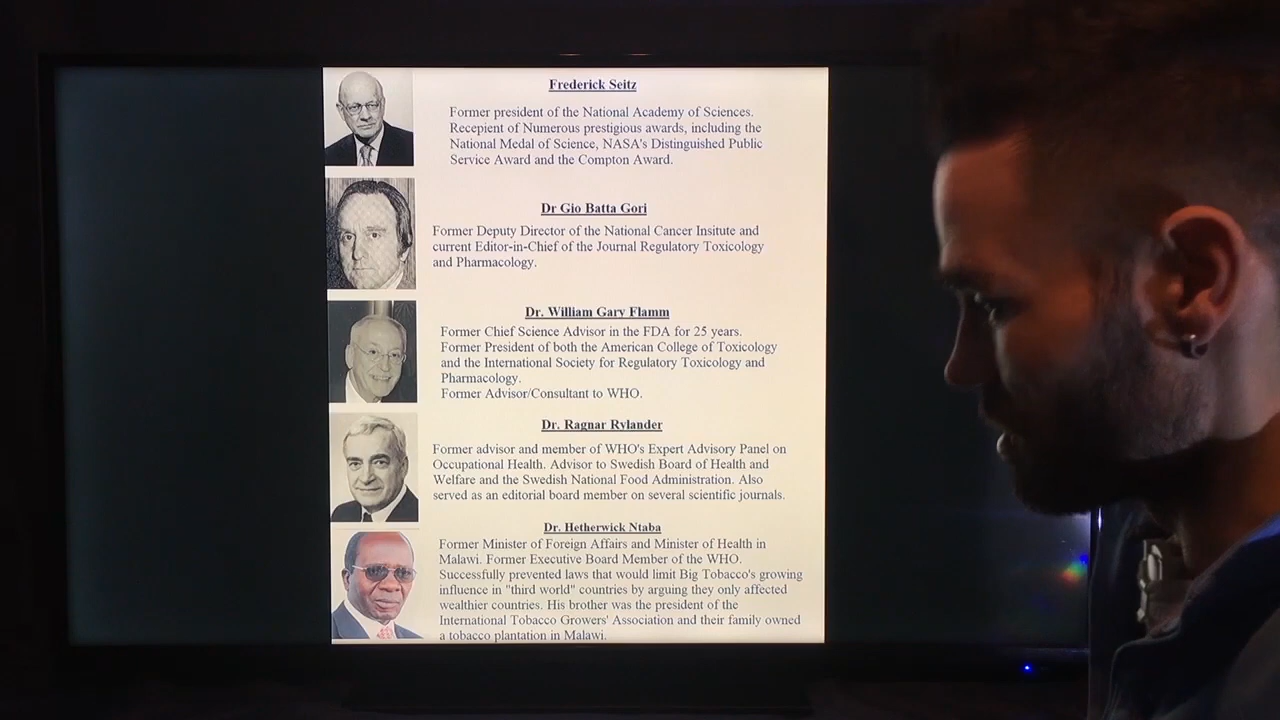 Frederick Seitz
Former president of the National Academy of Sciences.
Recepient of Numerous prestigious awards, including the
National Medal of Science, NASA's Distinguished Public
Service Award and the Compton Award.
Dr Gio Batta Gori
Former Deputy Director of the National Cancer Insitute and
current Editor-in-Chief of the Journal Regulatory Toxicology
and Pharmacology.
Dr. William Gary Flamm
Former Chief Science Advisor in the FDA for 25 years.
Former President of both the American College of Toxicology
and the International Society for Regulatory Toxicology and
Pharmacology.
Former Advisor/Consultant to WHO.
Dr. Ragnar Rylander
Former advisor and member of WHO's Expert Advisory Panel on
Occupational Health. Advisor to Swedish Board of Health and
Welfare and the Swedish National Food Administration. Also
served as an editorial board member on several scientific journals.
Dr. Hetherwick Ntaba
Former Minister of Foreign Affairs and Minister of Health in
Malawi. Former Executive Board Member of the WHO.
Successfully prevented laws that would limit Big Tobacco's growing
influence in "third world" countries by arguing they only affected
wealthier countries. His brother was the president of the
International Tobacco Growers' Association and their family owned
a tobacco plantation in Malawi.